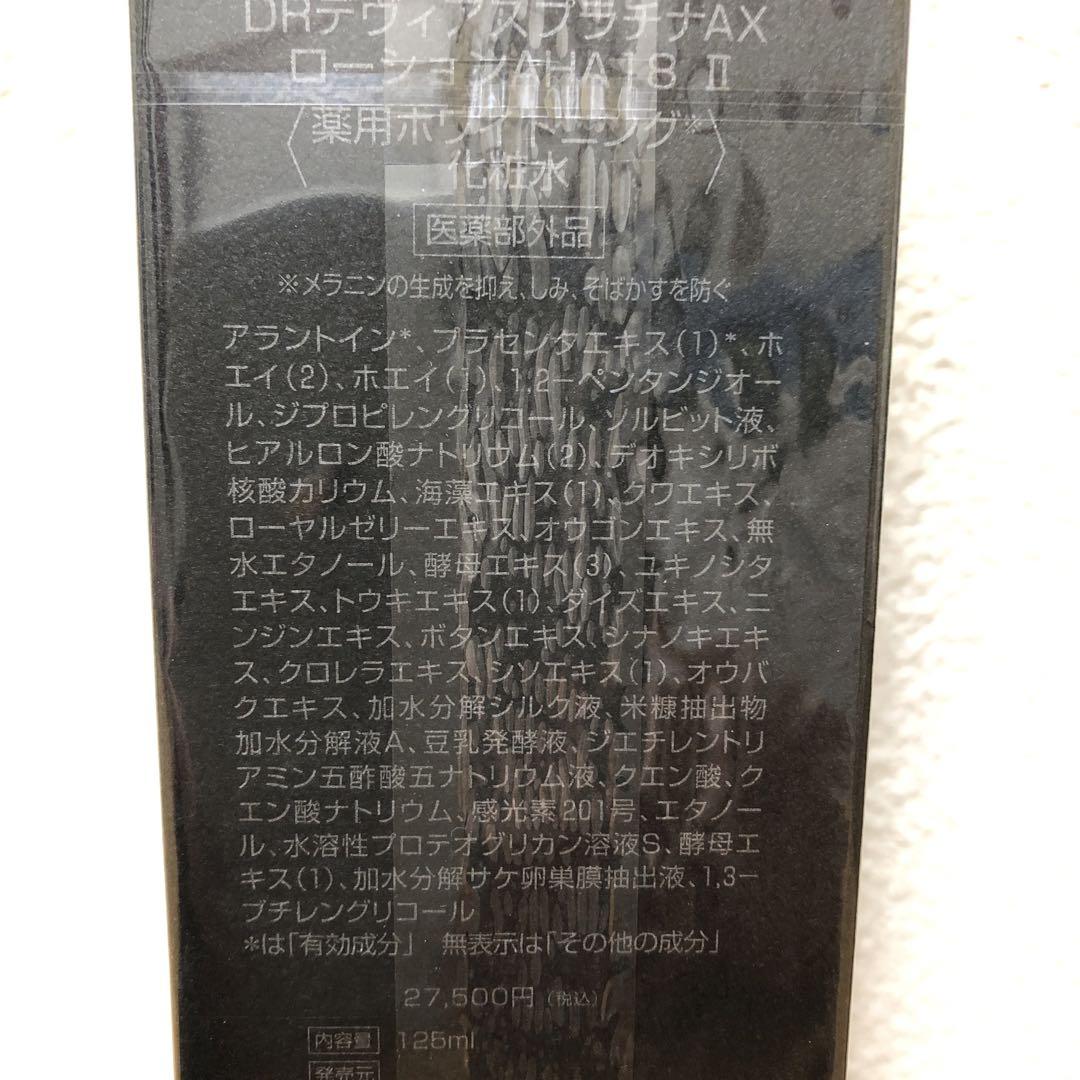 DRデヴィアスプラチナAX
ローションAHA18 II
〈薬用ホワイトニング※
化粧水〉
医薬部外品
※メラニンの生成を抑え、しみ、そばかすを防ぐ
アラントイン*、プラセンタエキス(1)*、ホ
エイ(2)、ホエイ(1)、1,2−ペンタンジオー
ル、ジプロピレングリコール、ソルビット液、
ヒアルロン酸ナトリウム(2)、デオキシリボ
核酸カリウム、海藻エキス(1)、クワエキス、
ローヤルゼリーエキス、オウゴンエキス、無
水エタノール、酵母エキス(3)、ユキノシタ
エキス、トウキエキス(1)、ダイズエキス、ニ
ンジンエキス、ボタンエキス、シナノキエキ
ス、クロレラエキス、シソエキス(1)、オウバ
クエキス、加水分解シルク液、米糠抽出物
加水分解液A、豆乳発酵液、ジエチレントリ
アミン五酢酸五ナトリウム液、クエン酸、ク
エン酸ナトリウム、感光素201号、エタノー
ル、水溶性プロテオグリカン溶液S、酵母エ
キス(1)、加水分解サケ卵巣膜抽出液、1,3−
ブチレングリコール
*は「有効成分」 無表示は「その他の成分」
27,500円(税込)
内容量 125ml
発売元